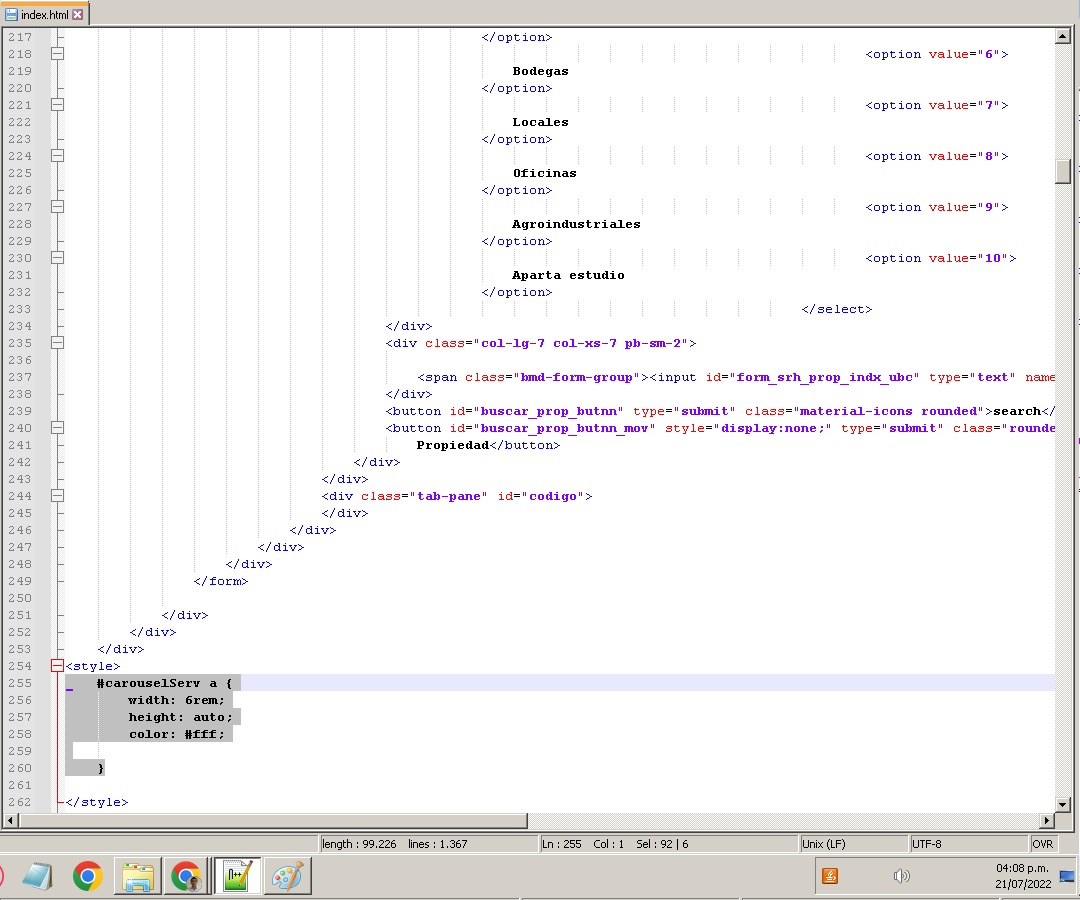 index.html
217 </option>
218 <option value="6">
219 Bodegas
220 </option>
221 <option value="7">
222 Locales
223 </option>
224 <option value="8">
225 Oficinas
226 </option>
227 <option value="9">
228 Agroindustriales
229 </option>
230 <option value="10">
231 Aparta estudio
232 </option>
233 </select>
234 </div>
235 <div class="col-lg-7 col-xs-7 pb-sm-2">
236
237 <span class="bmd-form-group"><input id="form_srh_prop_indx_ubc" type="text" name
238 </div>
239 <button id="buscar_prop_butnn" type="submit" class="material-icons rounded">search</
240 <button id="buscar_prop_butnn_mov" style="display:none;" type="submit" class="rounde
241 Propiedad</button>
242 </div>
243 </div>
244 <div class="tab-pane" id="codigo">
245 </div>
246 </div>
247 </div>
248 </div>
249 </form>
250
251 </div>
252 </div>
253 </div>
254 <style>
255 #carouselServ a {
256 width: 6rem;
257 height: auto;
258 color: #fff;
259
260 }
261
262 </style>
length : 99.226 lines : 1.367 Ln : 255 Col : 1 Sel : 92 | 6 Unix (LF) UTF-8 OVR
04:08 p.m.
21/07/2022